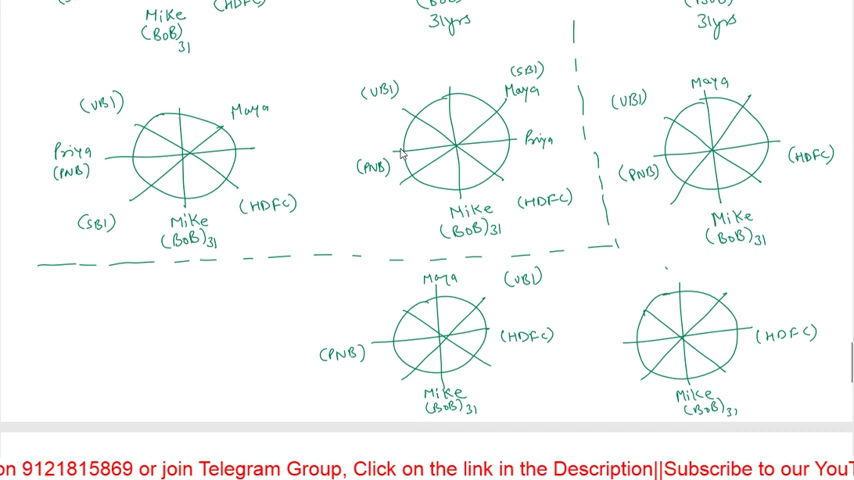 Mike
(BOB)
31
(HDFC)
31yrs
31yrs
(UBI)
Maya
Priya
(PNB)
(SBI)
Mike
(BOB)31
(HDFC)
(UBI)
(SBI)
Maya
Priya
(PNB)
Mike
(BOB)31
(HDFC)
Maya
(UBI)
(PNB)
(HDFC)
Mike
(BOB)31
Maya
(UBI)
(PNB)
(HDFC)
Mike
(BOB)31
(HDFC)
Mike
(BOB)31
on 9121815869 or join Telegram Group, Click on the link in the Description||Subscribe to our YouT